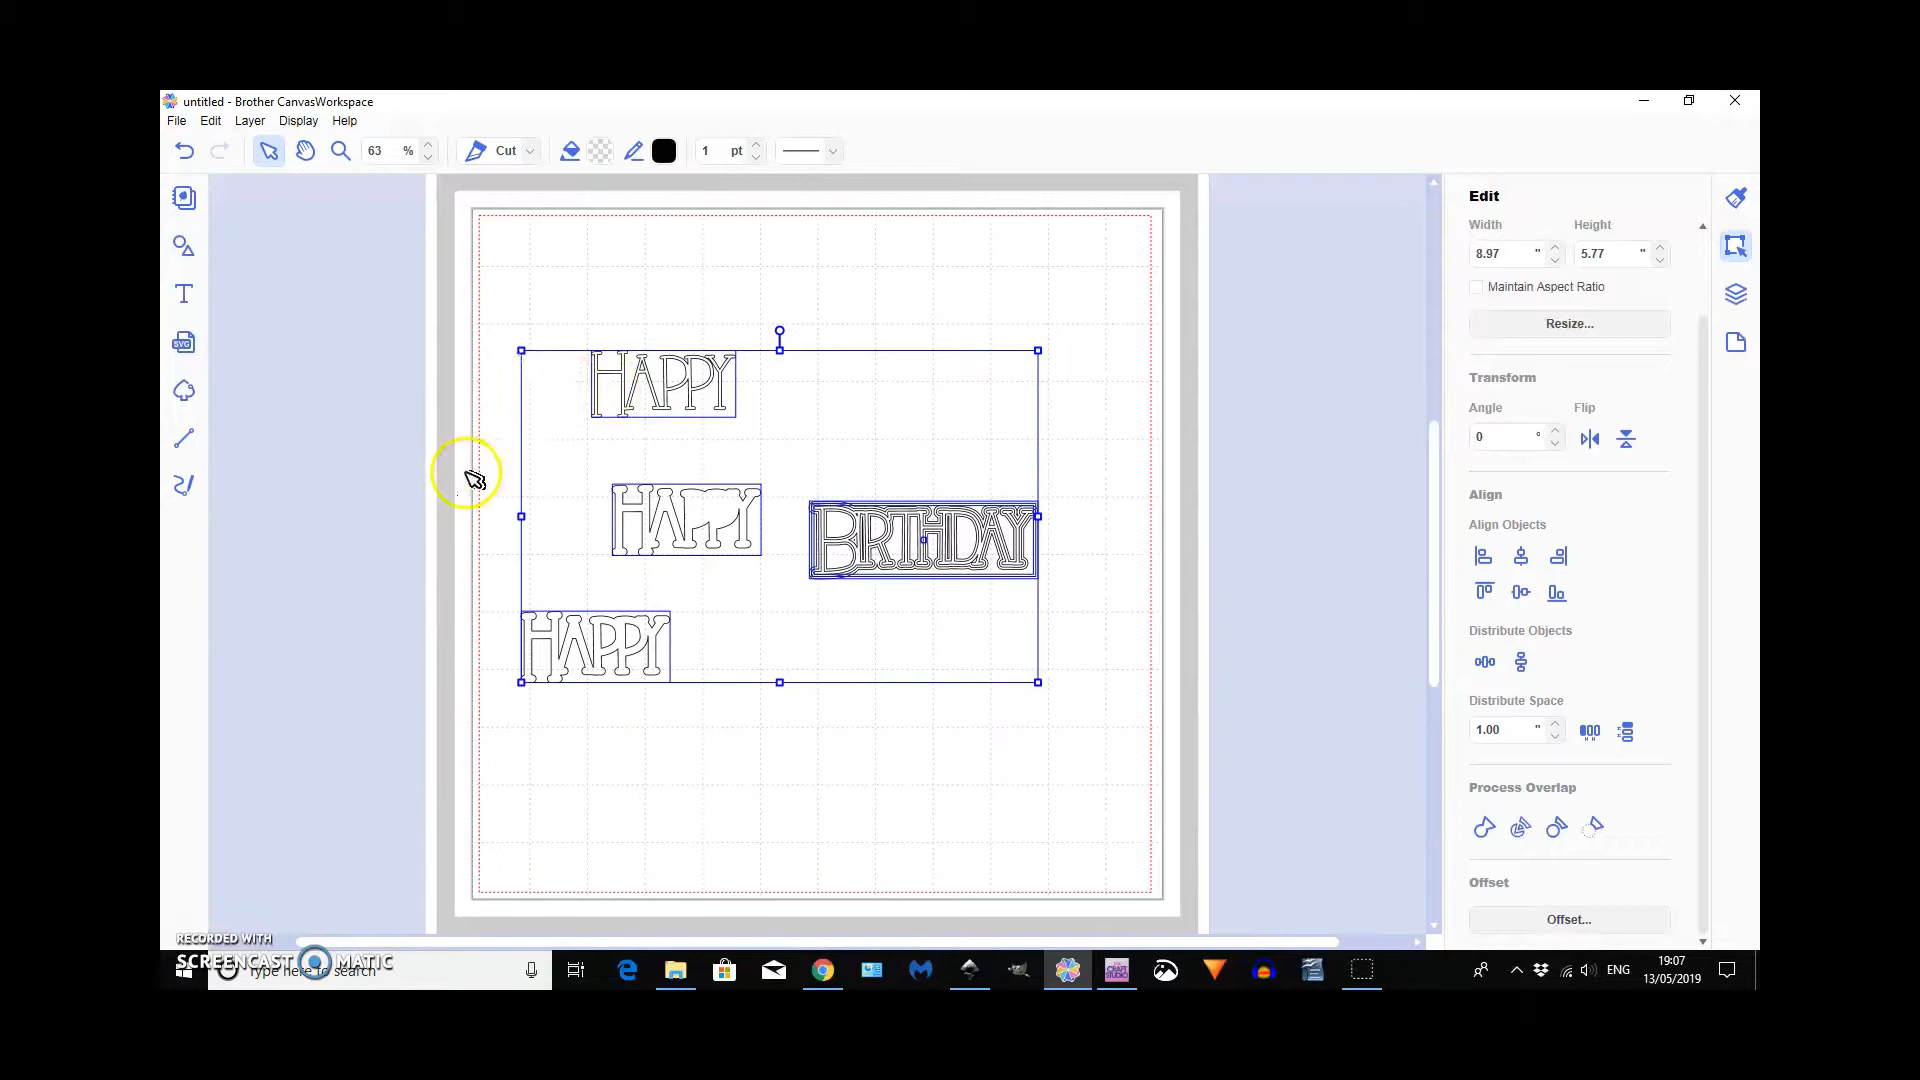 untitled - Brother CanvasWorkspace
File Edit Layer Display Help
63 % Cut 1 pt
Edit
Width Height
8.97 " 5.77 "
Maintain Aspect Ratio
Resize...
Transform
Angle Flip
0 °
Align
Align Objects
Distribute Objects
Distribute Space
1.00 "
Process Overlap
Offset
Offset...
SVG
HAPPY
HAPPY
BIRTHDAY
HAPPY
RECORDED WITH
SCREENCAST MATIC
Type here to search
CRAFT
STUDIO
ENG
19:07
13/05/2019